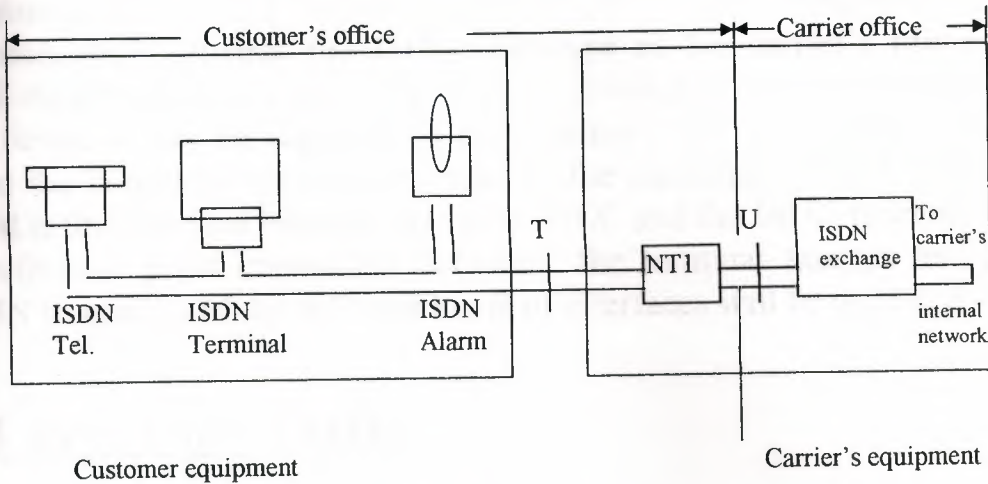 Customer's office
Carrier office
T
U
NT1
ISDN
exchange
To
carrier's
internal
network
ISDN
Tel.
ISDN
Terminal
ISDN
Alarm
Customer equipment
Carrier's equipment